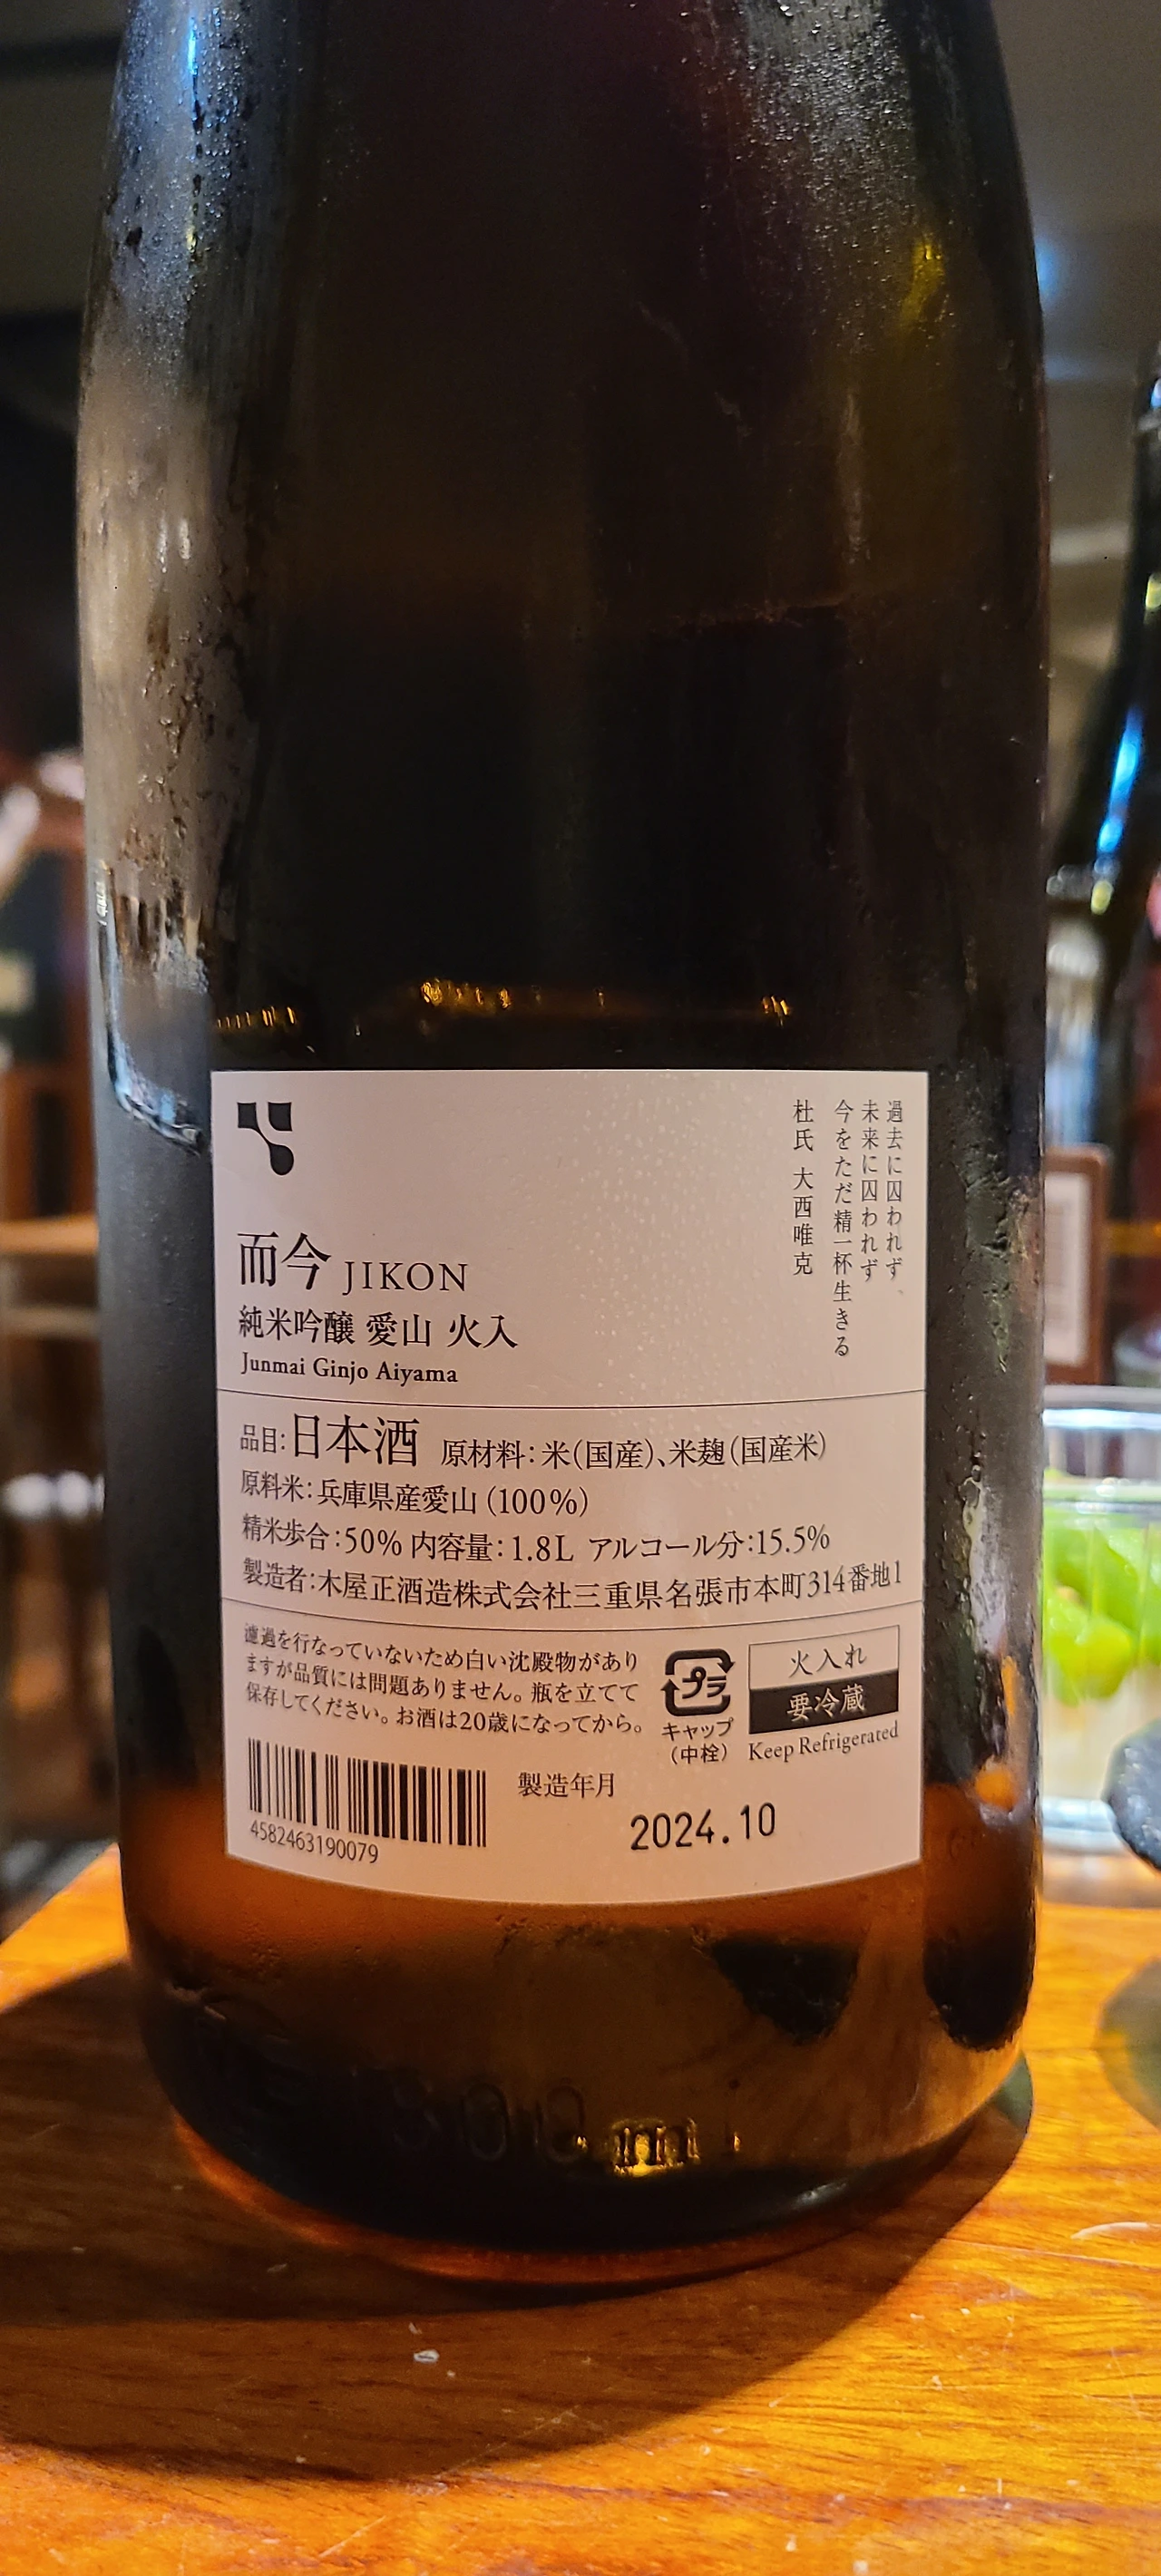 過去に囚われず
未来に囚われず
今をただ精一杯生きる
杜氏 大西唯克
而今 JIKON
純米吟醸 愛山 火入
Junmai Ginjo Aiyama
品目:日本酒 原材料:米(国産)、米麹(国産米)
原料米:兵庫県産愛山(100%)
精米歩合:50% 内容量:1.8L アルコール分:15.5%
製造者:木屋正酒造株式会社三重県名張市本町314番地1
濾過を行なっていないため白い沈殿物があり
ますが品質には問題ありません。瓶を立てて
保存してください。お酒は20歳になってから。
プラ
キャップ
(中栓)
火入れ
要冷蔵
Keep Refrigerated
製造年月
2024.10
4582463190079